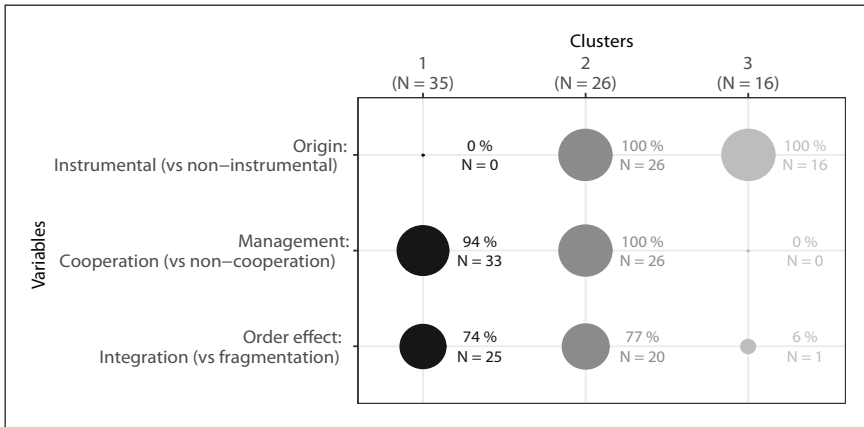 Clusters
1
(N = 35)
2
(N = 26)
3
(N = 16)
Variables
Origin:
Instrumental (vs non−instrumental)
0 %
N = 0
100 %
N = 26
100 %
N = 16
Management:
Cooperation (vs non−cooperation)
94 %
N = 33
100 %
N = 26
0 %
N = 0
Order effect:
Integration (vs fragmentation)
74 %
N = 25
77 %
N = 20
6 %
N = 1